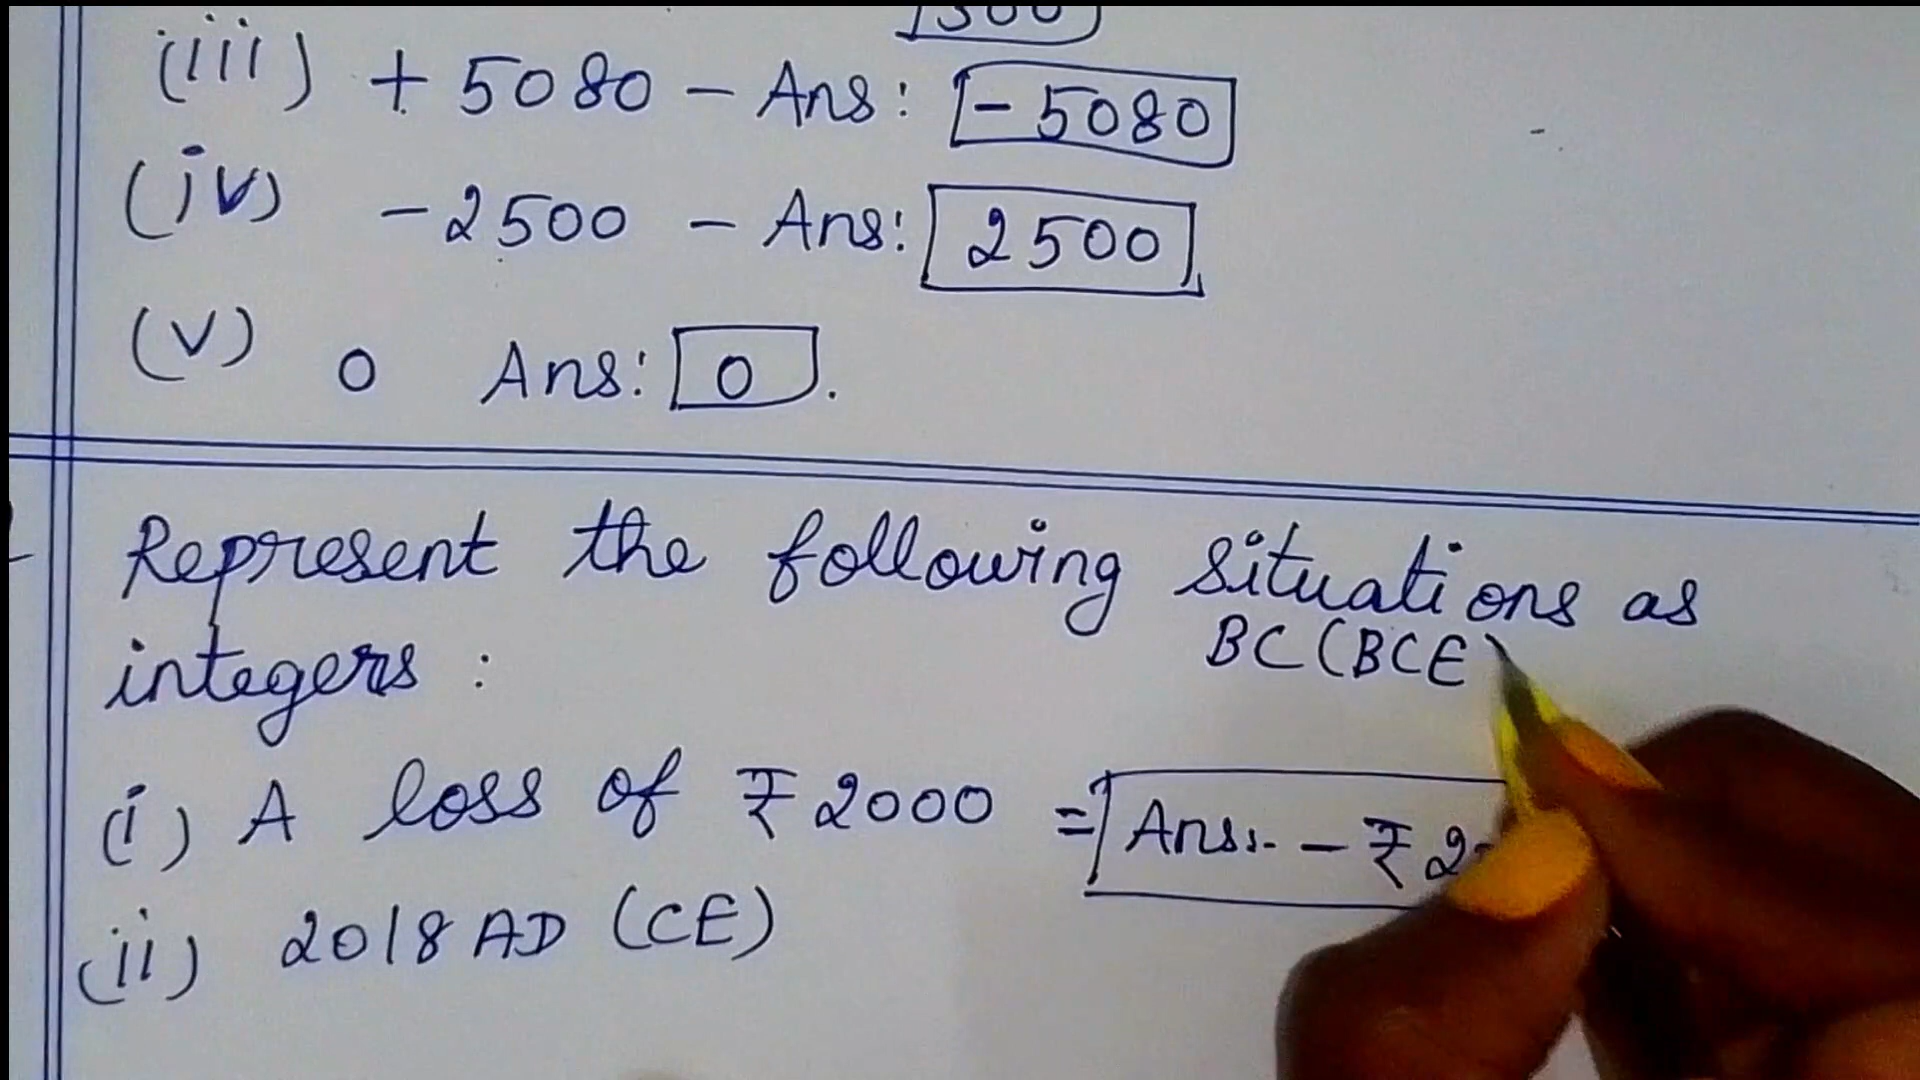 (iii) + 5080 - Ans: - 5080
(iv) - 2500 - Ans: 2500
(v) 0 Ans: 0.
Represent the following situations as
integers :
BC (BCE)
(i) A loss of ₹ 2000 = Ans:- - ₹ 2
(ii) 2018 AD (CE)